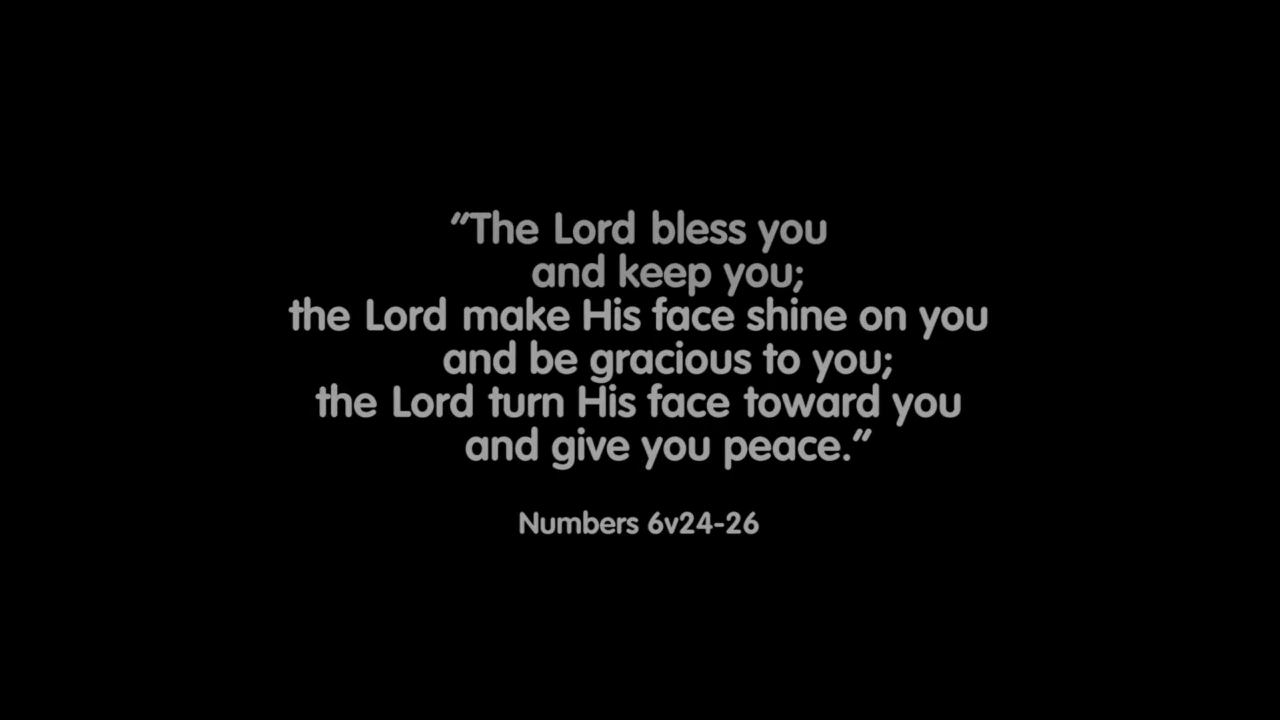 “The Lord bless you
and keep you;
the Lord make His face shine on you
and be gracious to you;
the Lord turn His face toward you
and give you peace.”
Numbers 6v24-26